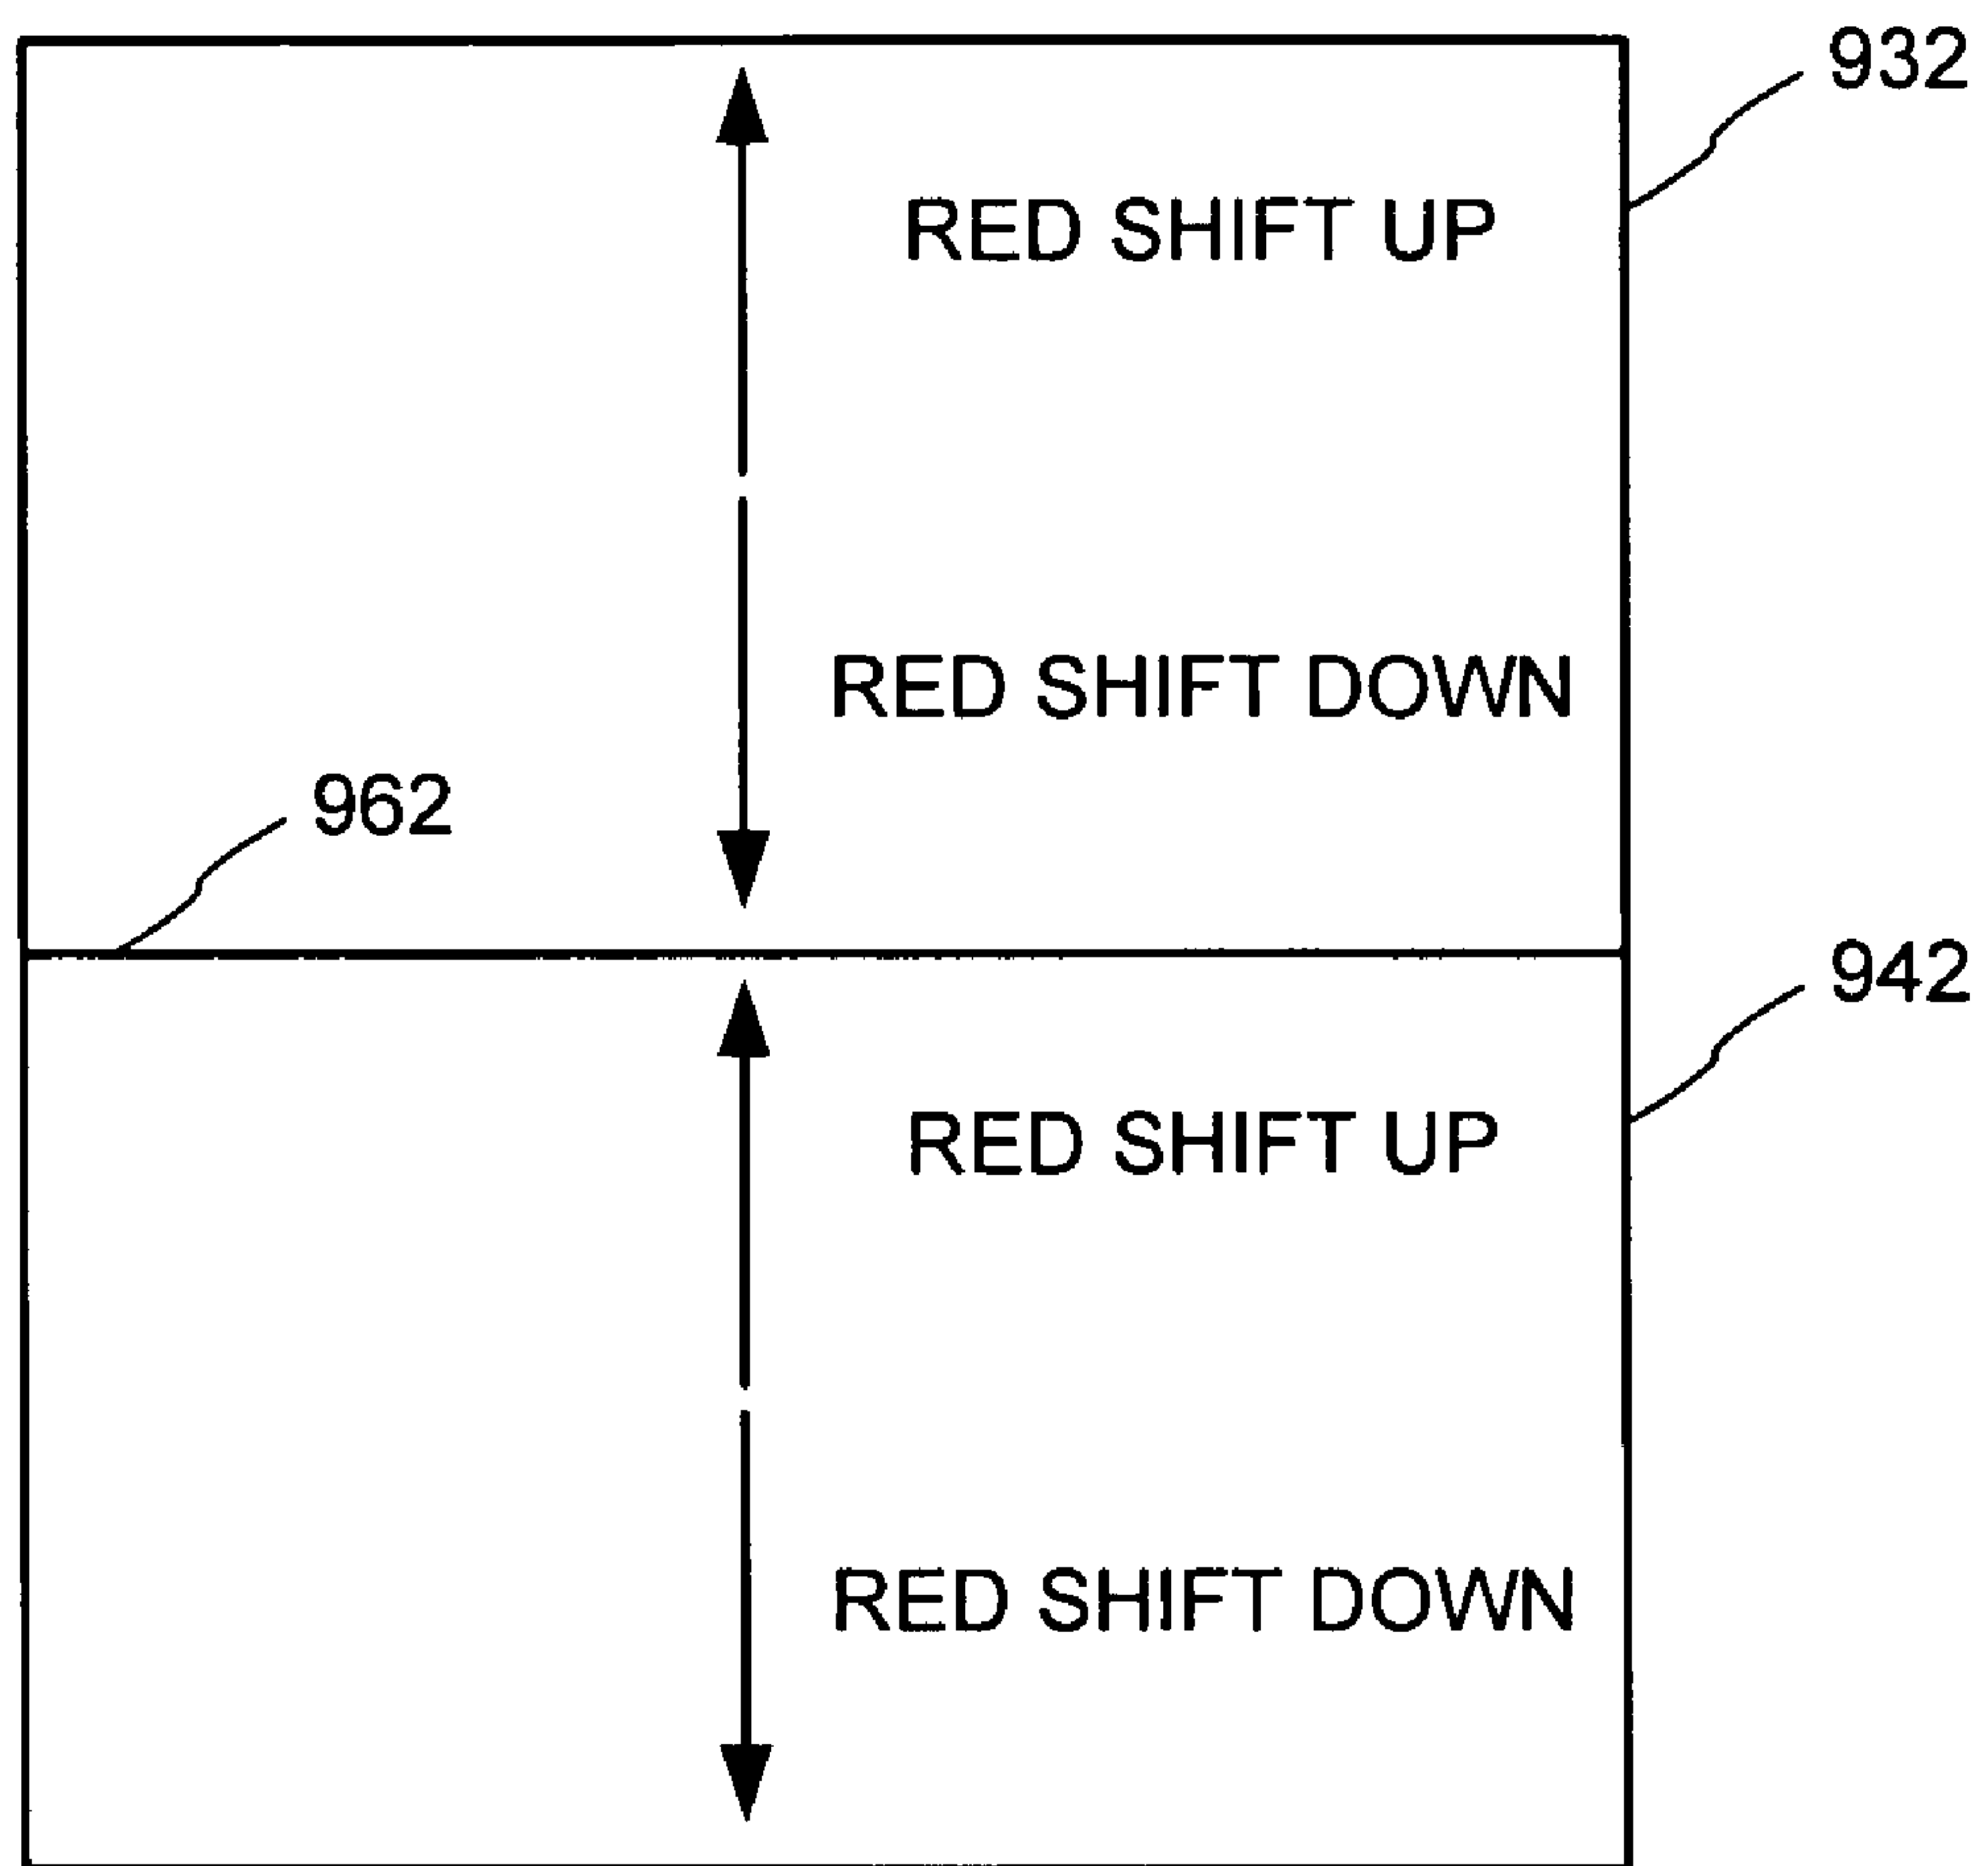 932
RED SHIFT UP
RED SHIFT DOWN
962
942
RED SHIFT UP
RED SHIFT DOWN